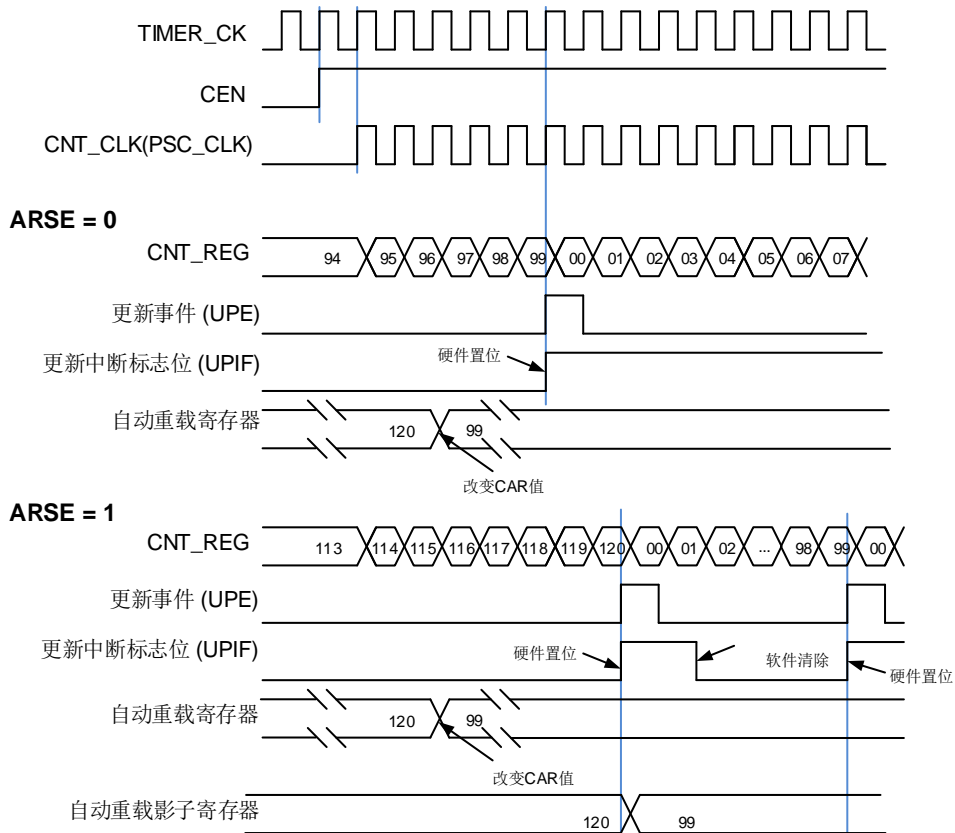 TIMER_CK
CEN
CNT_CLK(PSC_CLK)
ARSE = 0
CNT_REG 94 95 96 97 98 99 00 01 02 03 04 05 06 07
更新事件 (UPE)
更新中断标志位 (UPIF) 硬件置位
自动重载寄存器 120 99
改变CAR值
ARSE = 1
CNT_REG 113 114 115 116 117 118 119 120 00 01 02 ... 98 99 00
更新事件 (UPE)
更新中断标志位 (UPIF) 硬件置位 软件清除 硬件置位
自动重载寄存器 120 99
改变CAR值
自动重载影子寄存器 120 99